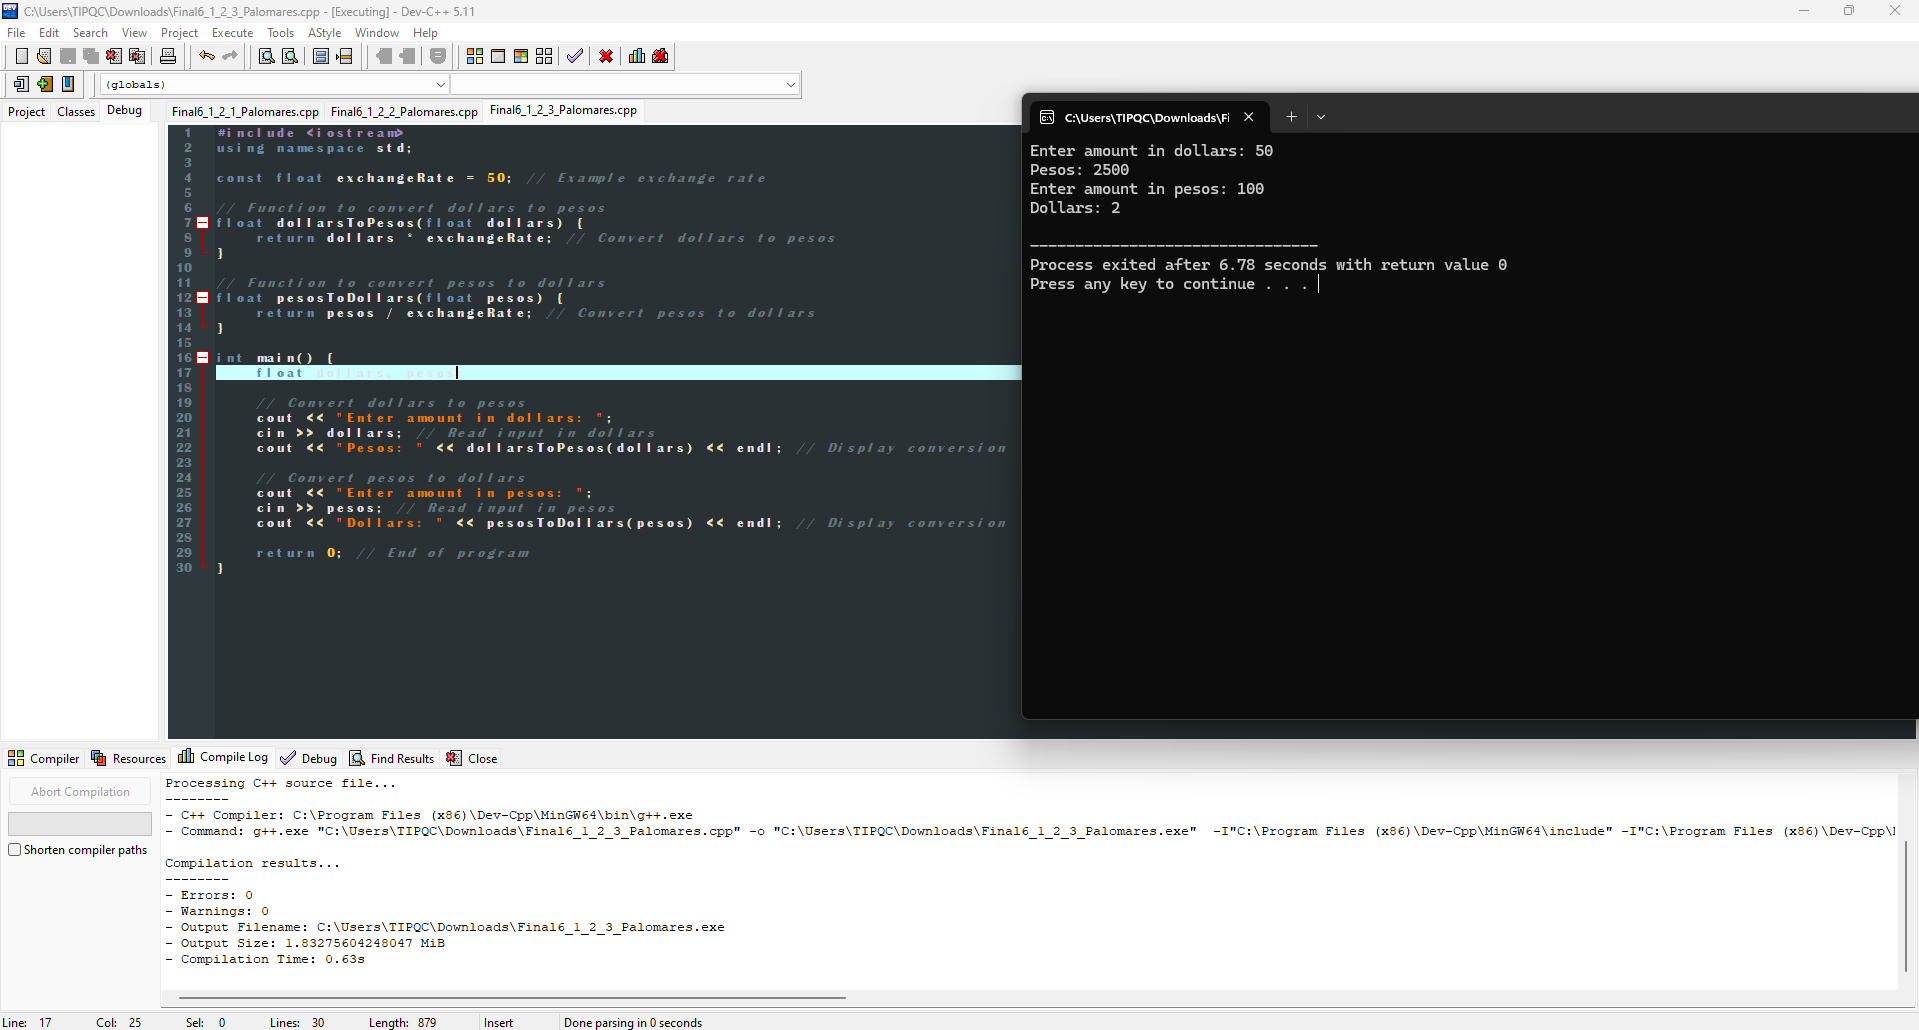 C:\Users\TIPQC\Downloads\Final6_1_2_3_Palomares.cpp - [Executing] - Dev-C++ 5.11
File Edit Search View Project Execute Tools AStyle Window Help
(globals)
Project Classes Debug
Final6_1_2_1_Palomares.cpp Final6_1_2_2_Palomares.cpp Final6_1_2_3_Palomares.cpp
1 #include <iostream>
2 using namespace std;
3
4 const float exchangeRate = 50; // Example exchange rate
5
6 // Function to convert dollars to pesos
7 float dollarsToPesos(float dollars) {
8 return dollars * exchangeRate; // Convert dollars to pesos
9 }
10
11 // Function to convert pesos to dollars
12 float pesosToDollars(float pesos) {
13 return pesos / exchangeRate; // Convert pesos to dollars
14 }
15
16 int main() {
17 float dollars, pesos
18
19 // Convert dollars to pesos
20 cout << "Enter amount in dollars: ";
21 cin >> dollars; // Read input in dollars
22 cout << "Pesos: " << dollarsToPesos(dollars) << endl; // Display conversion
23
24 // Convert pesos to dollars
25 cout << "Enter amount in pesos: ";
26 cin >> pesos; // Read input in pesos
27 cout << "Dollars: " << pesosToDollars(pesos) << endl; // Display conversion
28
29 return 0; // End of program
30 }
C:\Users\TIPQC\Downloads\Fi
Enter amount in dollars: 50
Pesos: 2500
Enter amount in pesos: 100
Dollars: 2
--------------------------------
Process exited after 6.78 seconds with return value 0
Press any key to continue . . .
Compiler Resources Compile Log Debug Find Results Close
Abort Compilation
Shorten compiler paths
Processing C++ source file...
--------
- C++ Compiler: C:\Program Files (x86)\Dev-Cpp\MinGW64\bin\g++.exe
- Command: g++.exe "C:\Users\TIPQC\Downloads\Final6_1_2_3_Palomares.cpp" -o "C:\Users\TIPQC\Downloads\Final6_1_2_3_Palomares.exe" -I"C:\Program Files (x86)\Dev-Cpp\MinGW64\include" -I"C:\Program Files (x86)\Dev-Cpp\
Compilation results...
--------
- Errors: 0
- Warnings: 0
- Output Filename: C:\Users\TIPQC\Downloads\Final6_1_2_3_Palomares.exe
- Output Size: 1.83275604248047 MiB
- Compilation Time: 0.63s
Line: 17 Col: 25 Sel: 0 Lines: 30 Length: 879 Insert Done parsing in 0 seconds